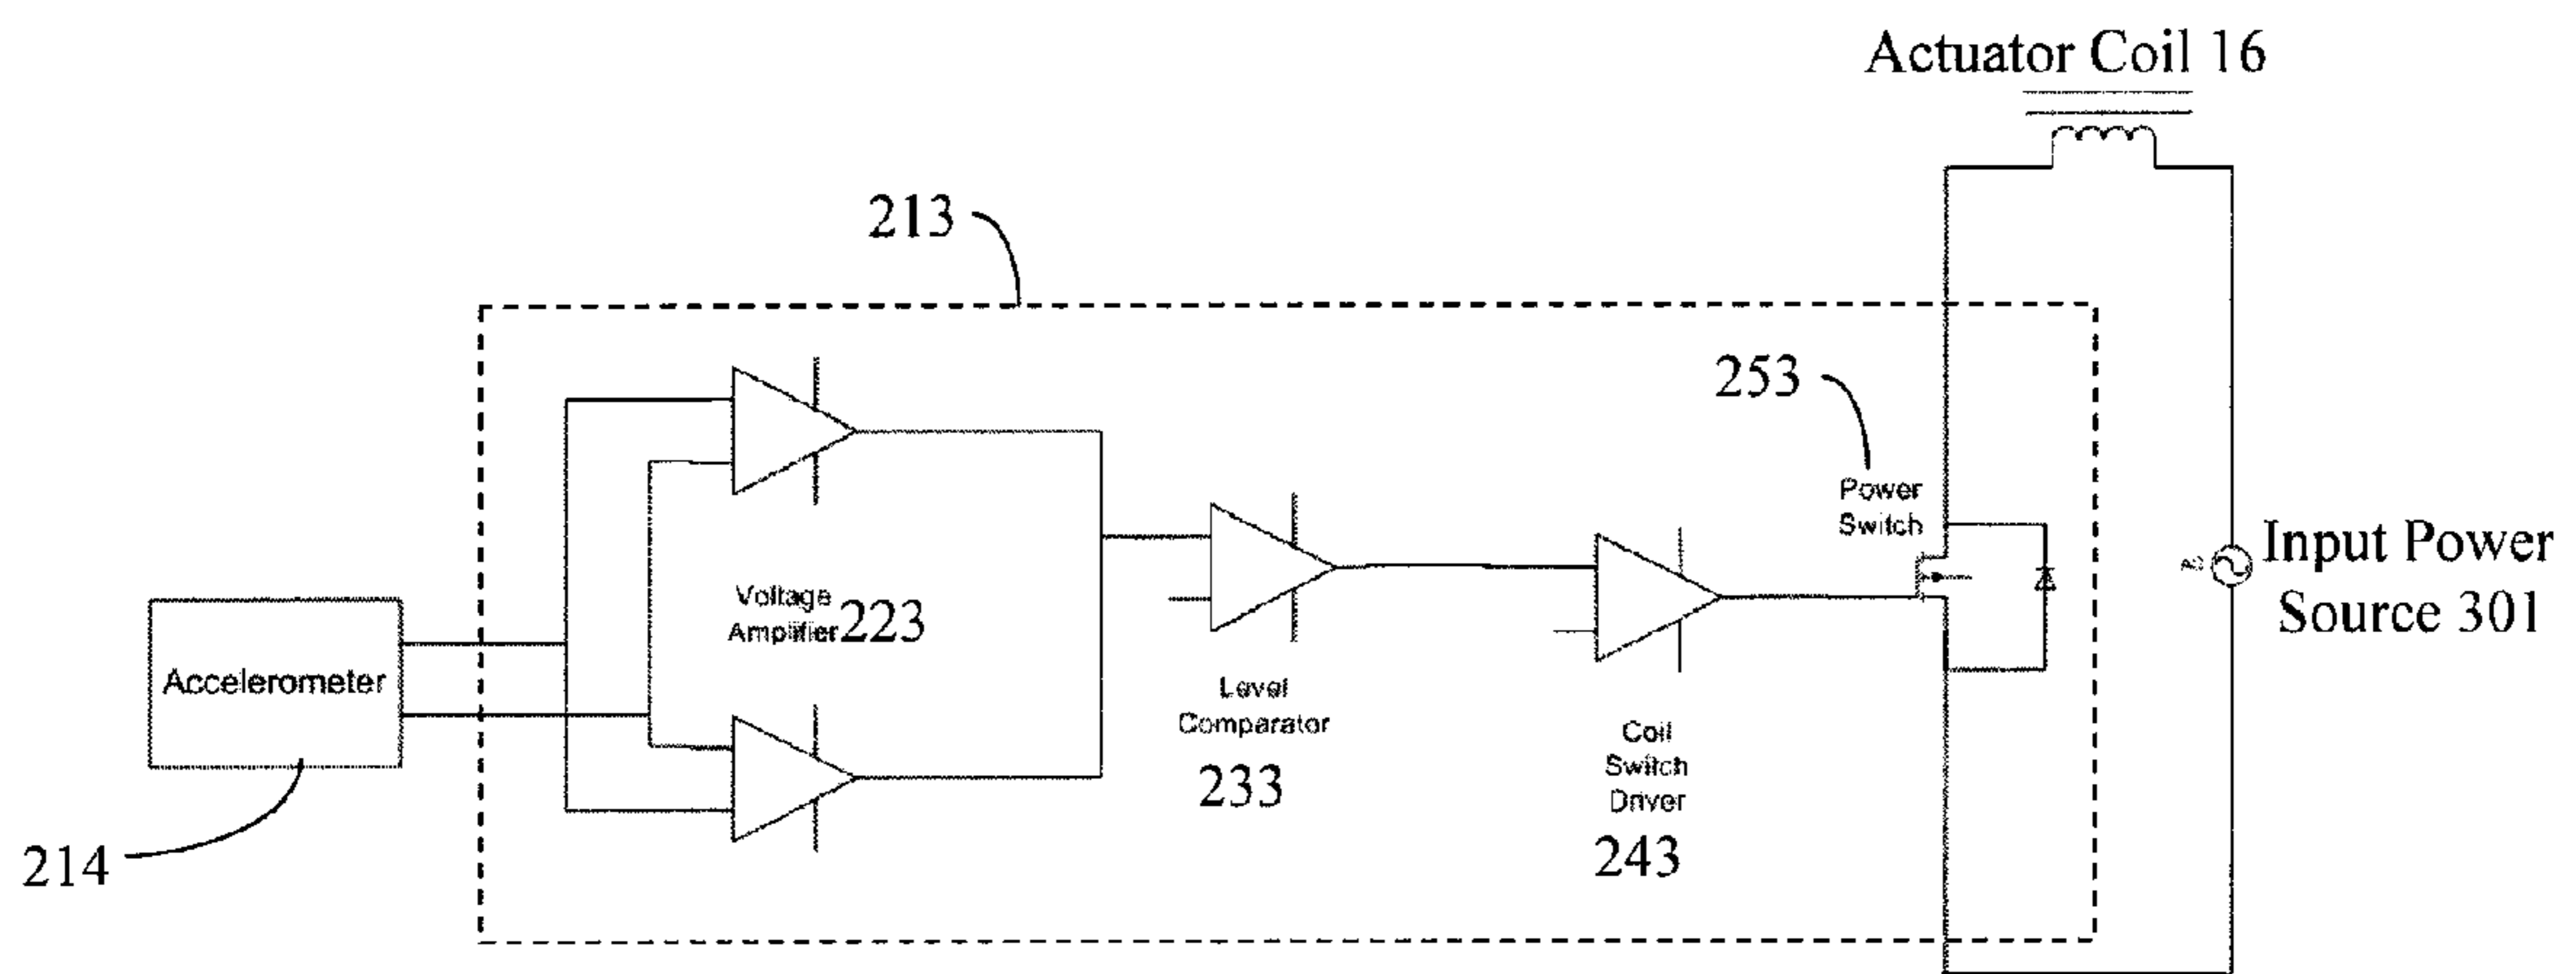 Actuator Coil 16
213
253
Power
Switch
Input Power
Source 301
Voltage
Amplifier 223
Accelerometer
Level
Comparator
233
Coil
Switch
Driver
243
214